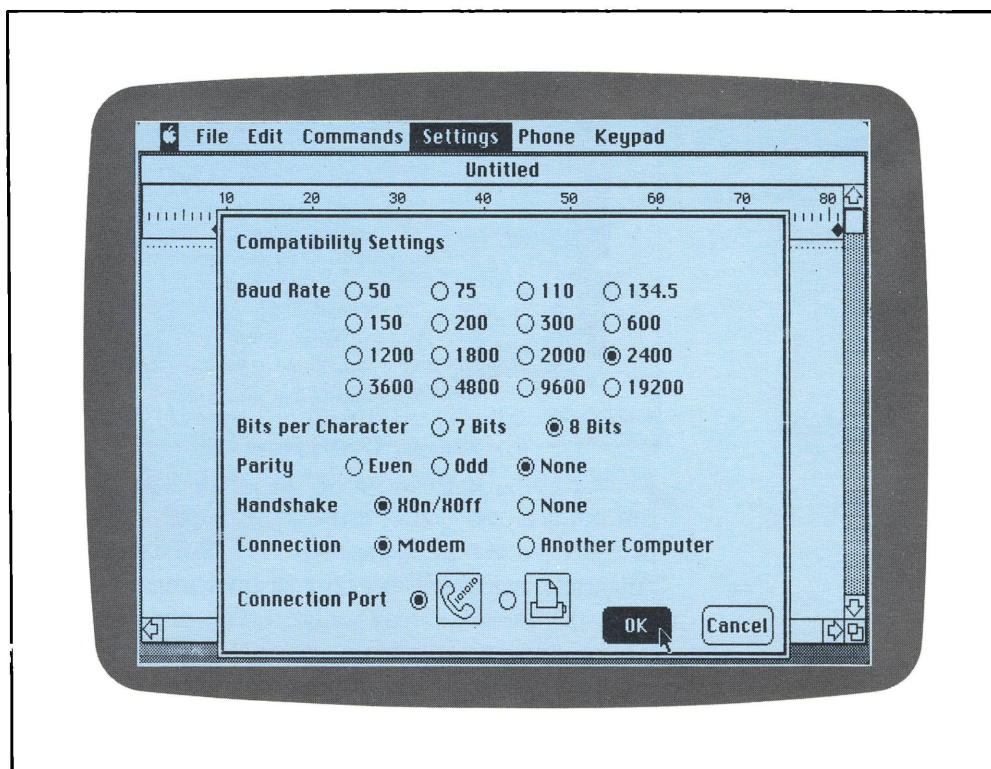 File Edit Commands Settings Phone Keypad
Untitled
10 20 30 40 50 60 70 80
Compatibility Settings
Baud Rate 50 75 110 134.5
150 200 300 600
1200 1800 2000 2400
3600 4800 9600 19200
Bits per Character 7 Bits 8 Bits
Parity Even Odd None
Handshake XOn/XOff None
Connection Modem Another Computer
Connection Port 101010
OK Cancel